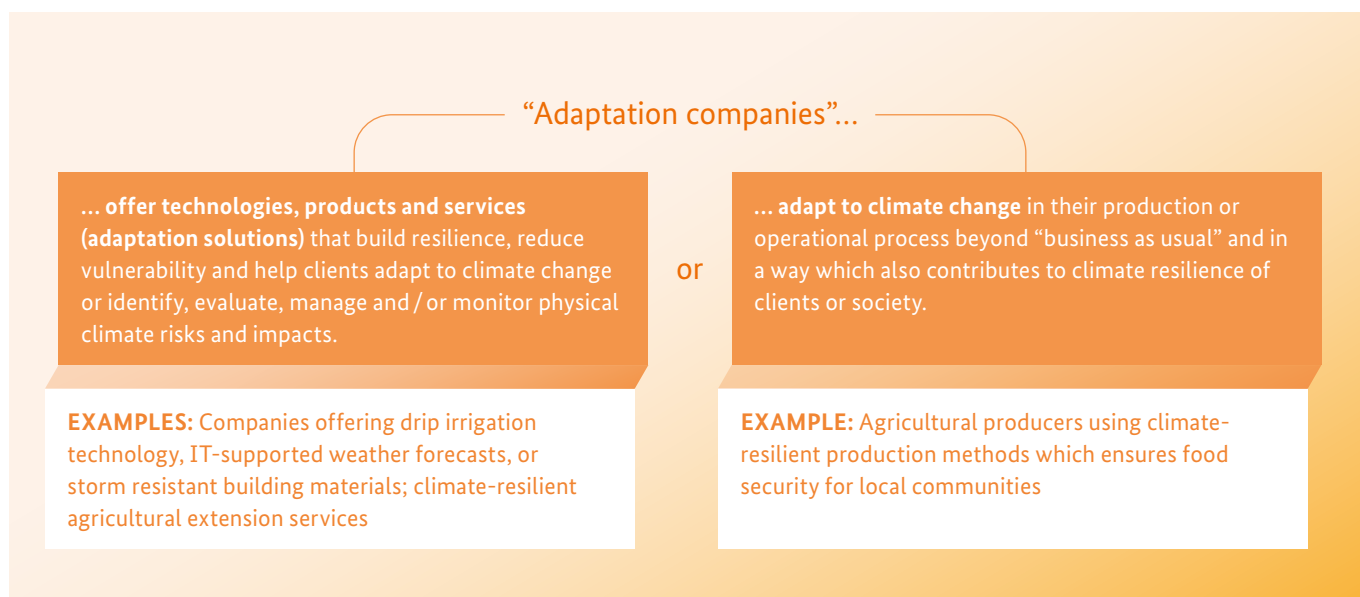 “Adaptation companies”…
… offer technologies, products and services
(adaptation solutions) that build resilience, reduce
vulnerability and help clients adapt to climate change
or identify, evaluate, manage and / or monitor physical
climate risks and impacts.
or
… adapt to climate change in their production or
operational process beyond “business as usual” and in
a way which also contributes to climate resilience of
clients or society.
EXAMPLES: Companies offering drip irrigation
technology, IT-supported weather forecasts, or
storm resistant building materials; climate-resilient
agricultural extension services
EXAMPLE: Agricultural producers using climate-
resilient production methods which ensures food
security for local communities